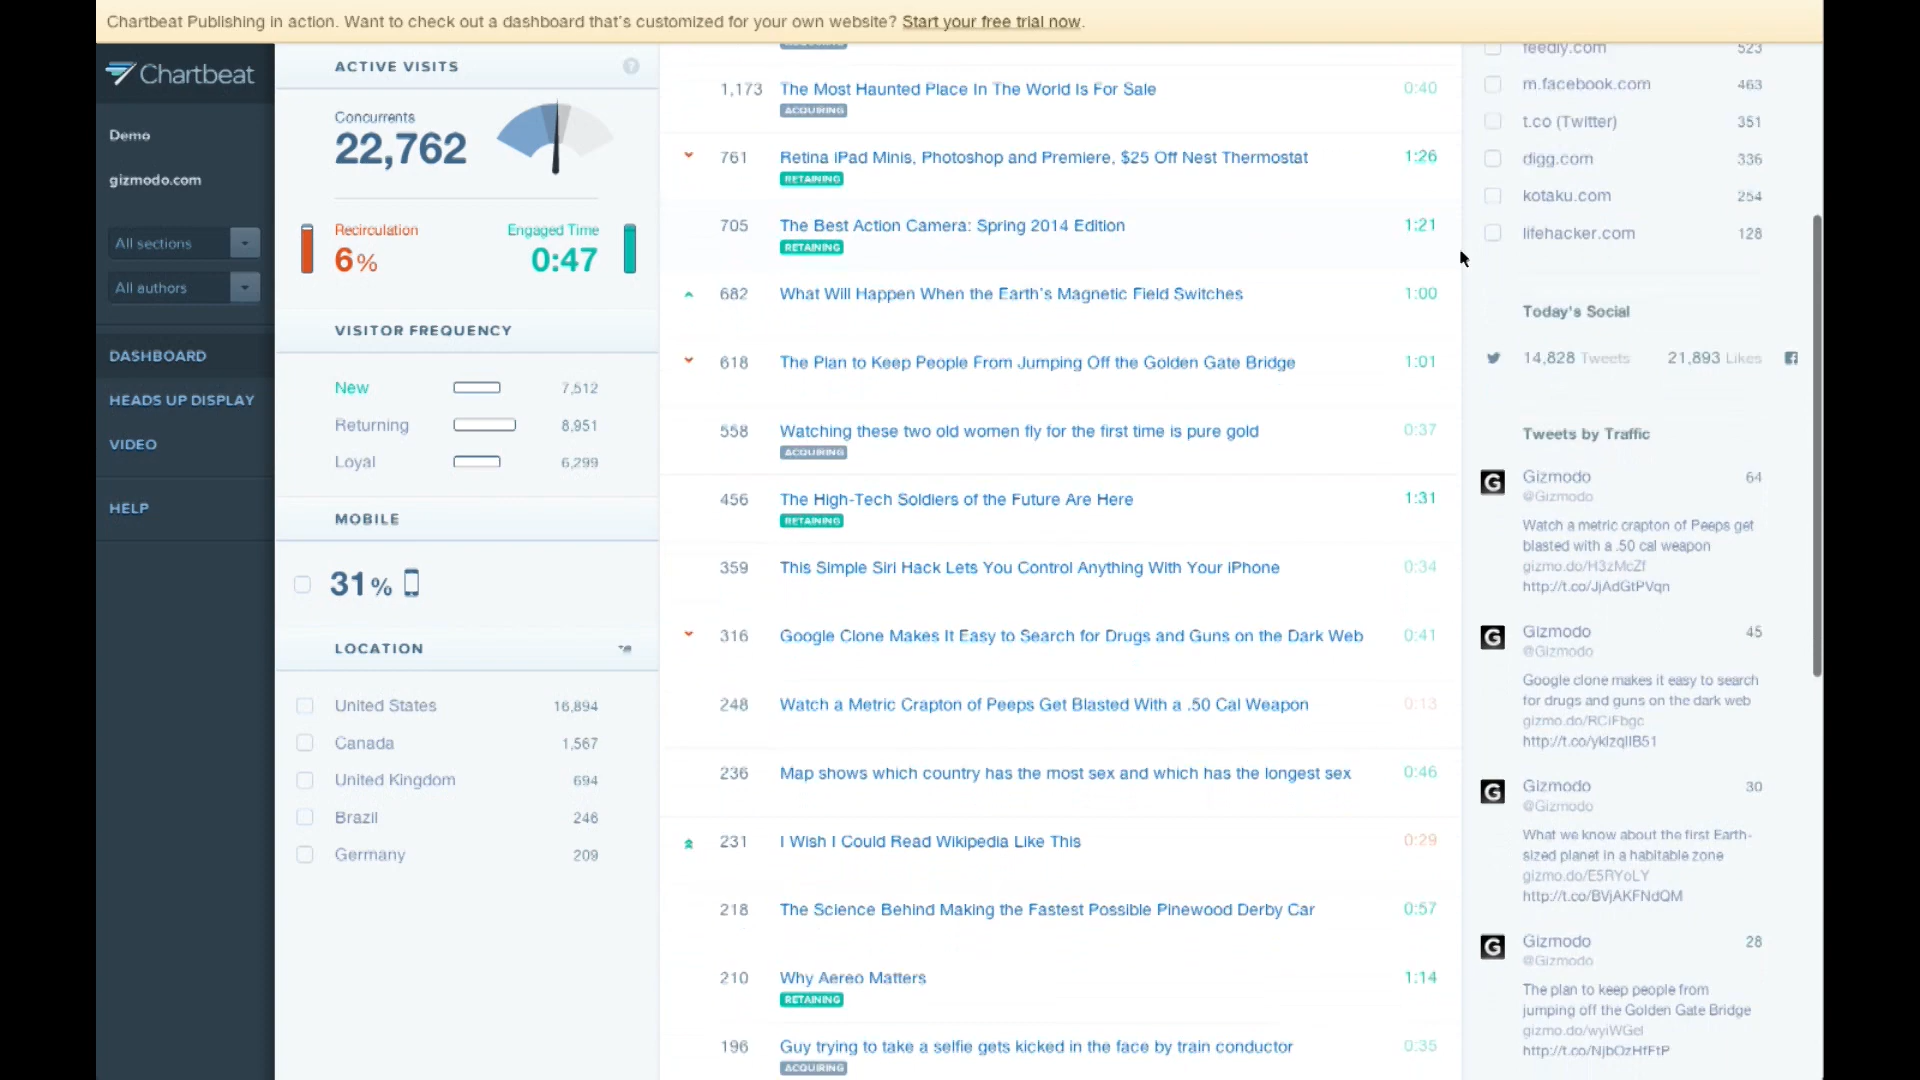 Chartbeat Publishing in action. Want to check out a dashboard that's customized for your own website? Start your free trial now.
Chartbeat
Demo
gizmodo.com
All sections
All authors
DASHBOARD
HEADS UP DISPLAY
VIDEO
HELP
ACTIVE VISITS
?
Concurrents
22,762
Recirculation
6%
Engaged Time
0:47
VISITOR FREQUENCY
New 7,512
Returning 8,951
Loyal 6,299
MOBILE
31%
LOCATION
United States 16,894
Canada 1,567
United Kingdom 694
Brazil 246
Germany 209
1,173 The Most Haunted Place In The World Is For Sale 0:40
ACQUIRING
761 Retina iPad Minis, Photoshop and Premiere, $25 Off Nest Thermostat 1:26
RETAINING
705 The Best Action Camera: Spring 2014 Edition 1:21
RETAINING
682 What Will Happen When the Earth's Magnetic Field Switches 1:00
618 The Plan to Keep People From Jumping Off the Golden Gate Bridge 1:01
558 Watching these two old women fly for the first time is pure gold 0:37
ACQUIRING
456 The High-Tech Soldiers of the Future Are Here 1:31
RETAINING
359 This Simple Siri Hack Lets You Control Anything With Your iPhone 0:34
316 Google Clone Makes It Easy to Search for Drugs and Guns on the Dark Web 0:41
248 Watch a Metric Crapton of Peeps Get Blasted With a .50 Cal Weapon 0:13
236 Map shows which country has the most sex and which has the longest sex 0:46
231 I Wish I Could Read Wikipedia Like This 0:29
218 The Science Behind Making the Fastest Possible Pinewood Derby Car 0:57
210 Why Aereo Matters 1:14
RETAINING
196 Guy trying to take a selfie gets kicked in the face by train conductor 0:35
ACQUIRING
feedly.com 523
m.facebook.com 463
t.co (Twitter) 351
digg.com 336
kotaku.com 254
lifehacker.com 128
Today's Social
14,828 Tweets 21,893 Likes
Tweets by Traffic
G Gizmodo 64
@Gizmodo
Watch a metric crapton of Peeps get
blasted with a .50 cal weapon
gizmo.do/H3zMcZf
http://t.co/JjAdGtPVqn
G Gizmodo 45
@Gizmodo
Google clone makes it easy to search
for drugs and guns on the dark web
gizmo.do/RCiFbgc
G Gizmodo 30
@Gizmodo
What we know about the first Earth-
sized planet in a habitable zone
gizmo.do/E5RYoLY
http://t.co/BVjAKFNdQM
G Gizmodo 28
@Gizmodo
The plan to keep people from
jumping off the Golden Gate Bridge
gizmo.do/wyiWGel
http://t.co/NjbOzHfFtP